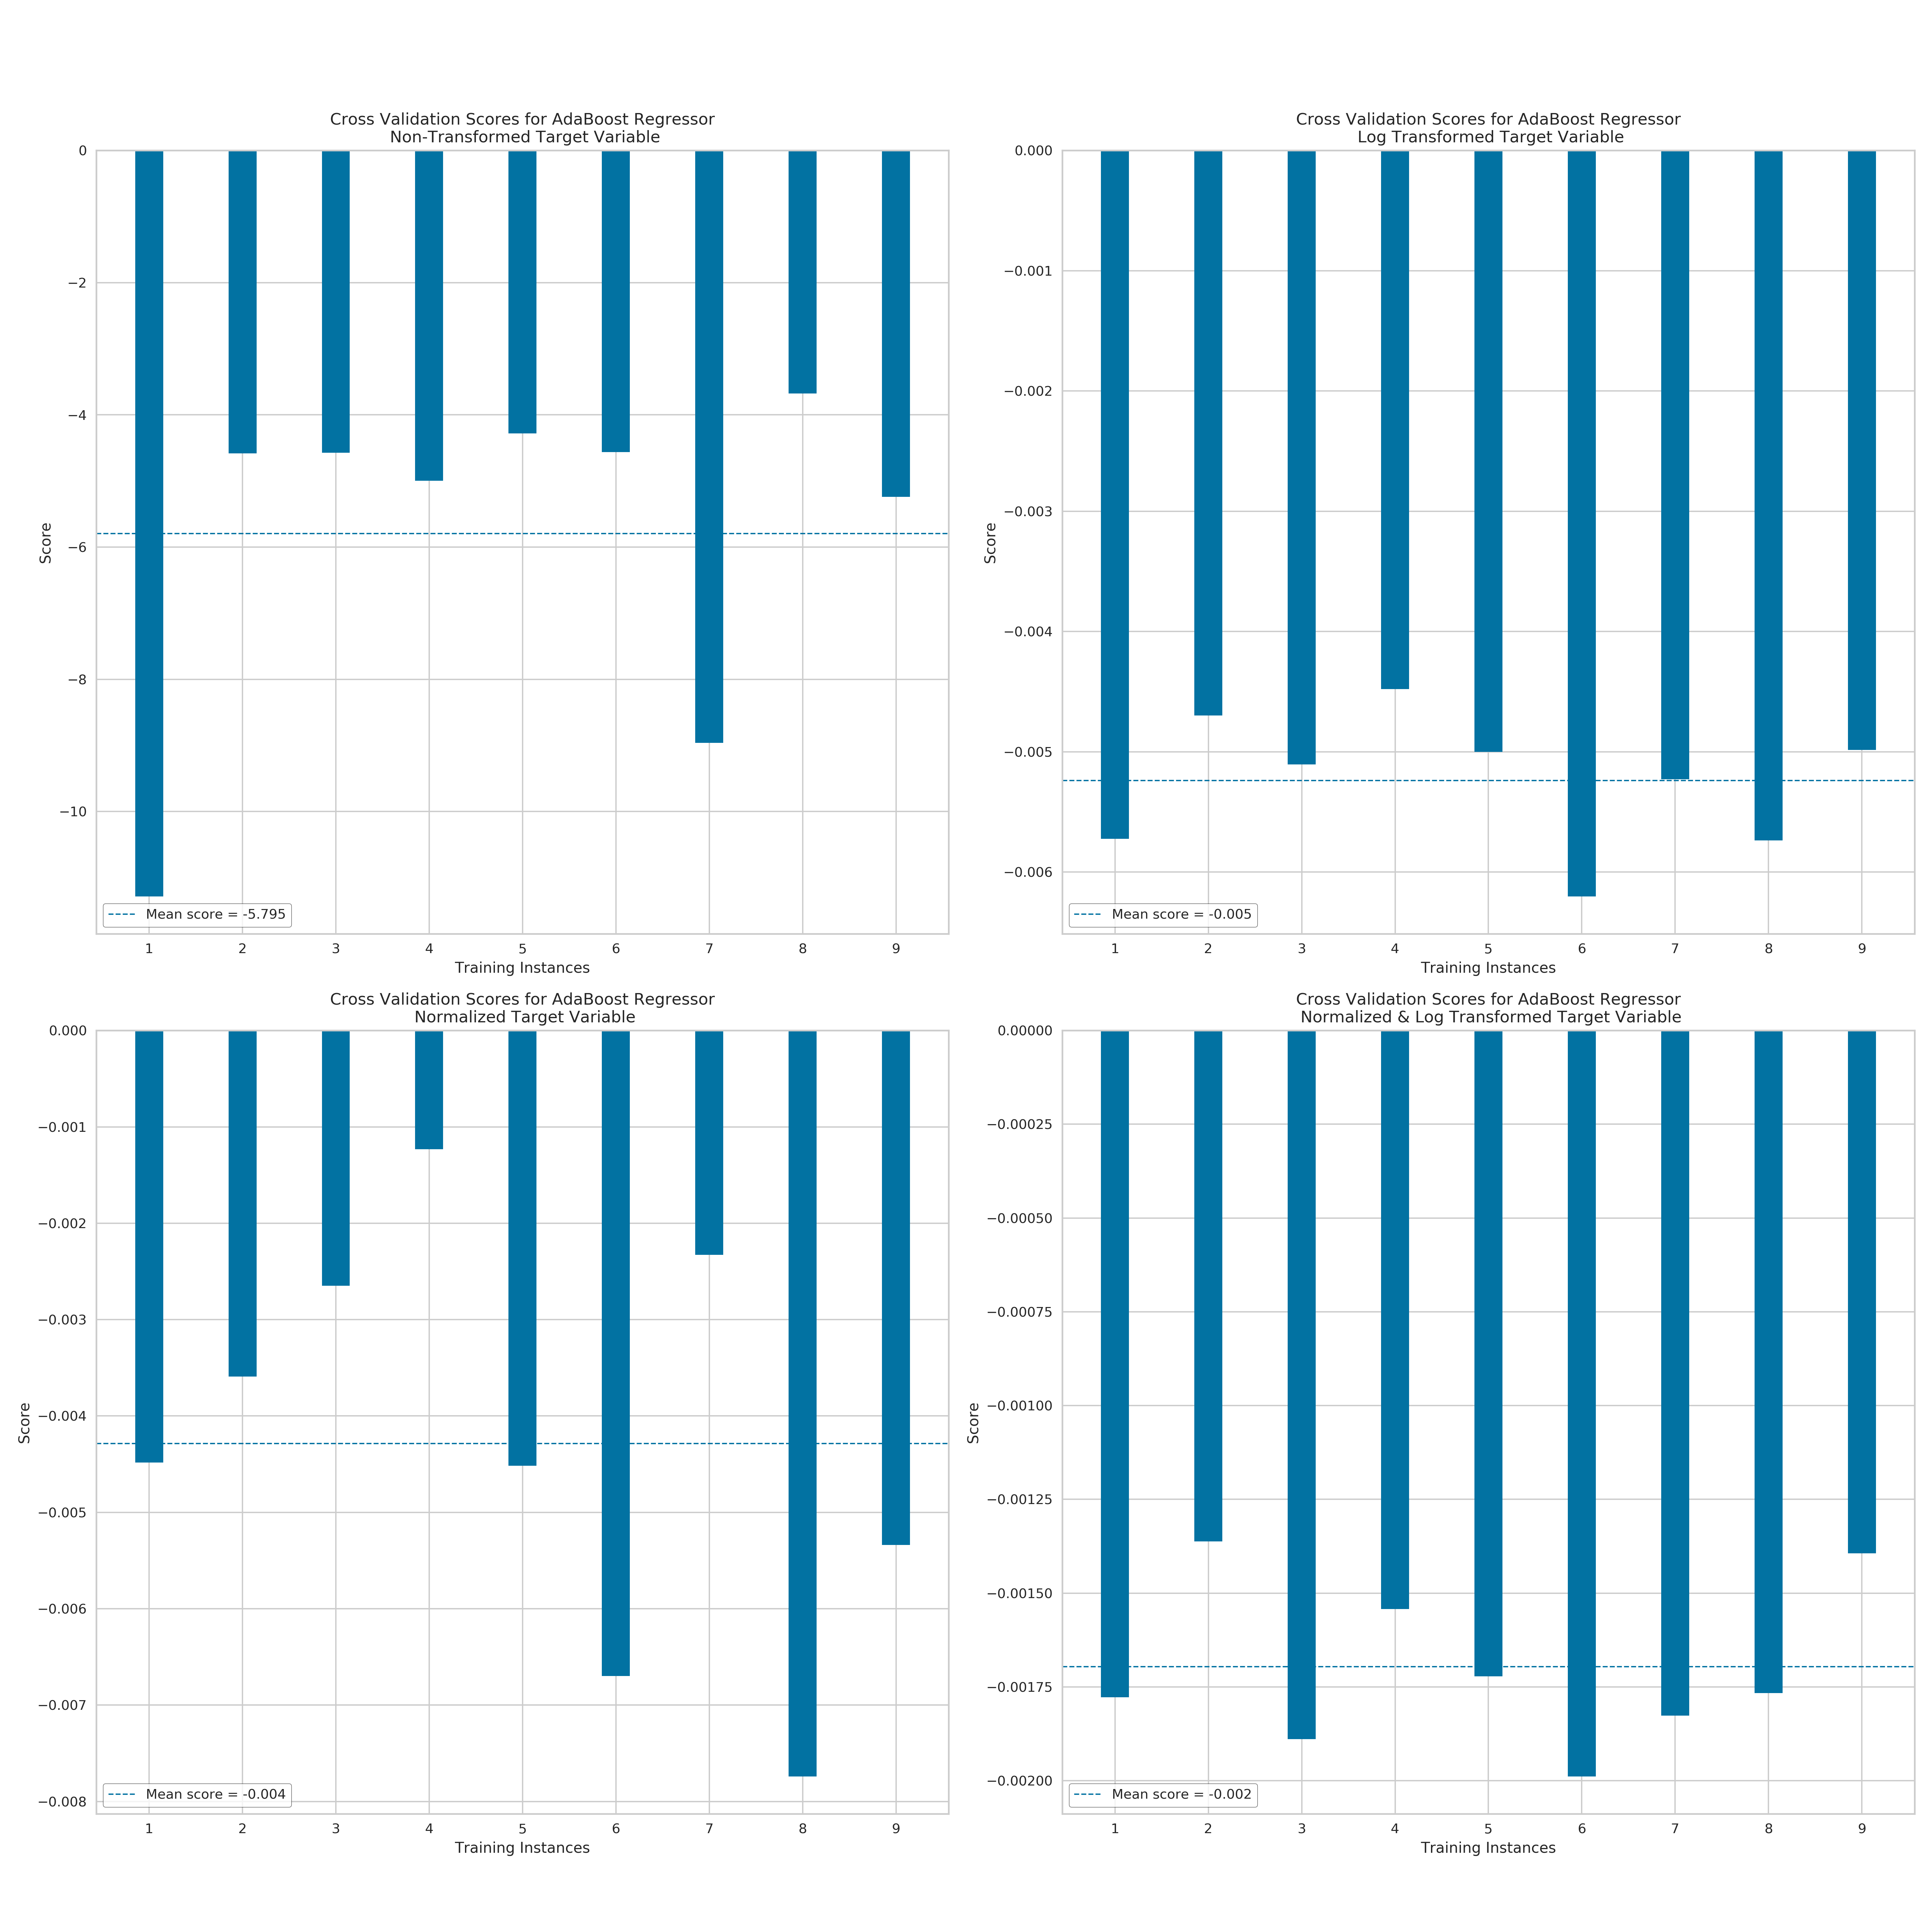 Cross Validation Scores for AdaBoost Regressor
Non-Transformed Target Variable
0
−2
−4
−6
−8
−10
Score
Mean score = -5.795
1 2 3 4 5 6 7 8 9
Training Instances
Cross Validation Scores for AdaBoost Regressor
Log Transformed Target Variable
0.000
−0.001
−0.002
−0.003
−0.004
−0.005
−0.006
Score
Mean score = -0.005
1 2 3 4 5 6 7 8 9
Training Instances
Cross Validation Scores for AdaBoost Regressor
Normalized Target Variable
0.000
−0.001
−0.002
−0.003
−0.004
−0.005
−0.006
−0.007
−0.008
Score
Mean score = -0.004
1 2 3 4 5 6 7 8 9
Training Instances
Cross Validation Scores for AdaBoost Regressor
Normalized & Log Transformed Target Variable
0.00000
−0.00025
−0.00050
−0.00075
−0.00100
−0.00125
−0.00150
−0.00175
−0.00200
Score
Mean score = -0.002
1 2 3 4 5 6 7 8 9
Training Instances